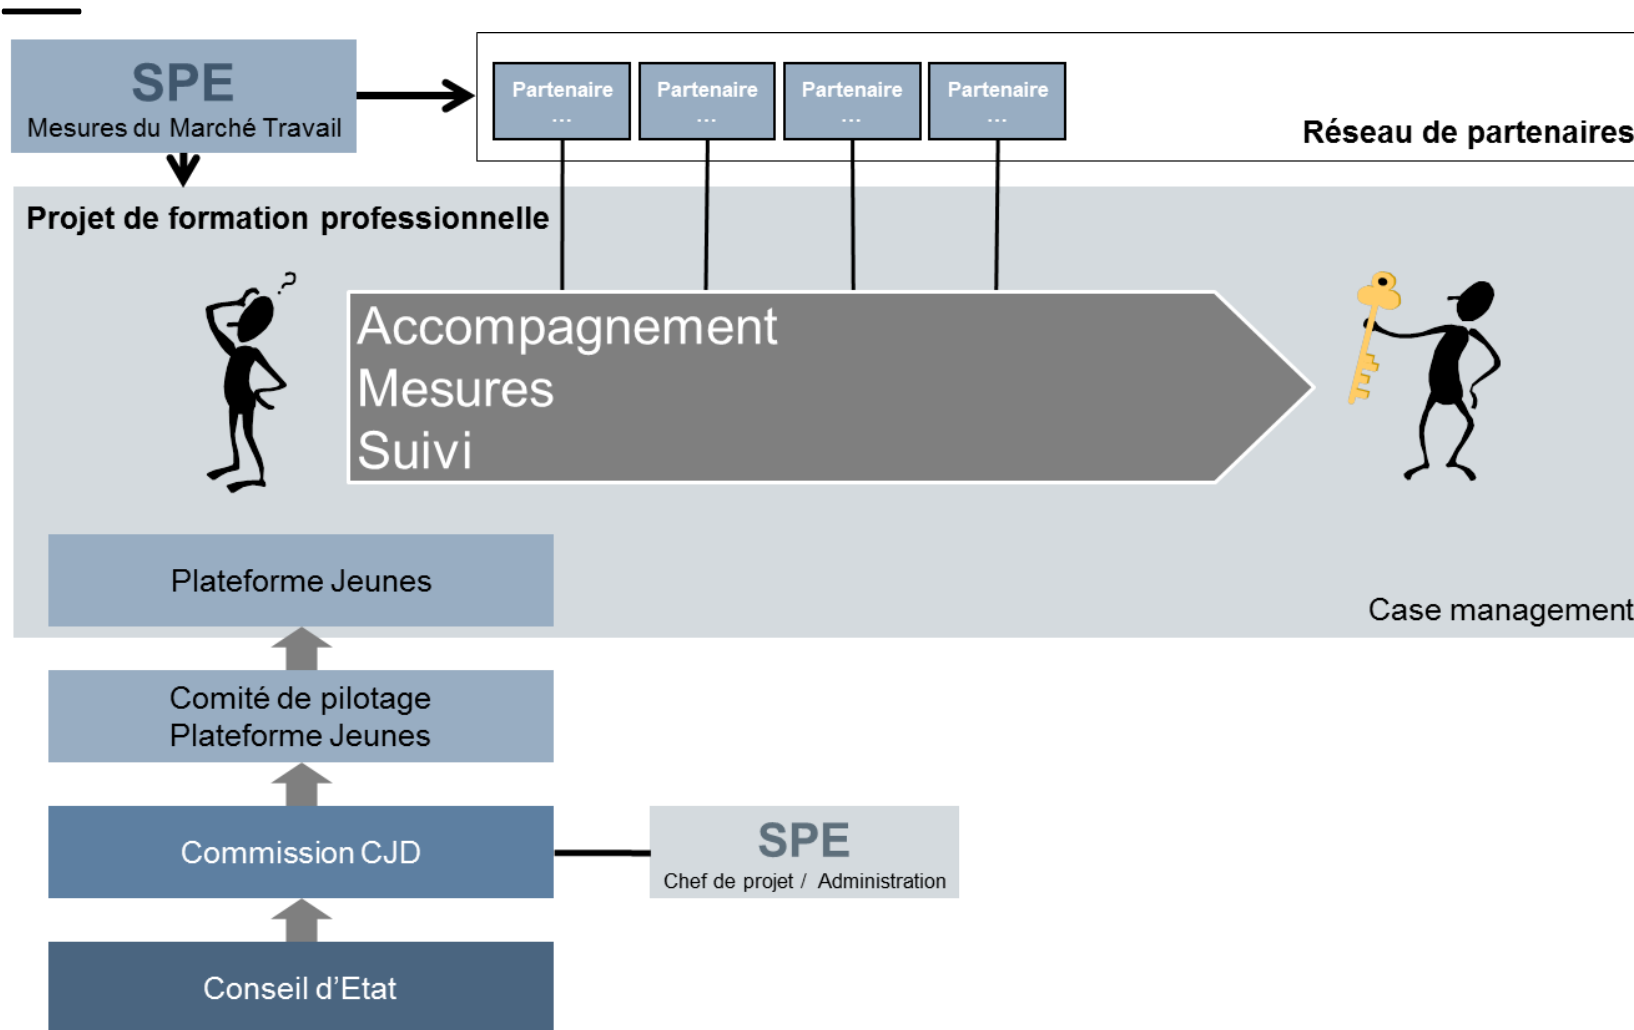 SPE
Mesures du Marché Travail
Partenaire
...
Partenaire
...
Partenaire
...
Partenaire
...
Réseau de partenaires
Projet de formation professionnelle
?
Accompagnement
Mesures
Suivi
Plateforme Jeunes
Case management
Comité de pilotage
Plateforme Jeunes
Commission CJD
SPE
Chef de projet / Administration
Conseil d’Etat